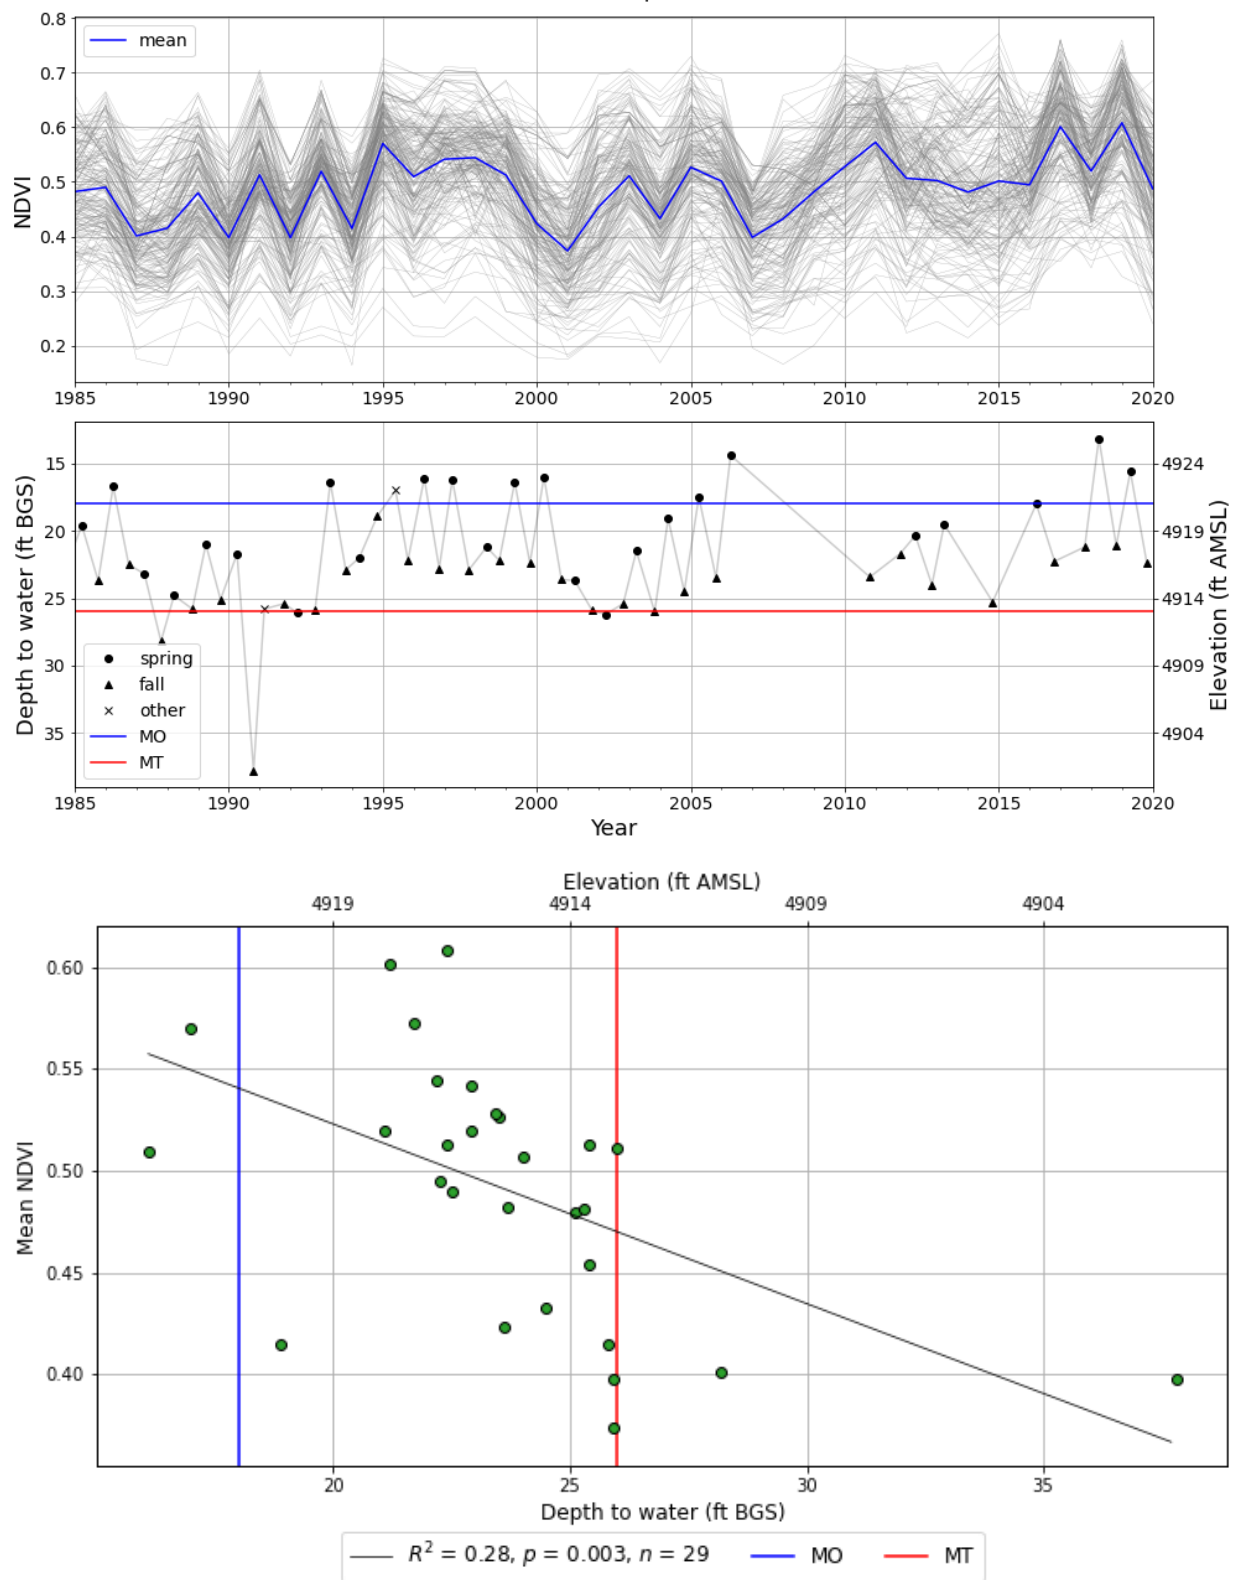 mean
0.8
0.7
0.6
0.5
0.4
0.3
0.2
NDVI
1985 1990 1995 2000 2005 2010 2015 2020
15
20
25
30
35
Depth to water (ft BGS)
spring
fall
other
MO
MT
4924
4919
4914
4909
4904
Elevation (ft AMSL)
1985 1990 1995 2000 2005 2010 2015 2020
Year
Elevation (ft AMSL)
4919 4914 4909 4904
0.60
0.55
0.50
0.45
0.40
Mean NDVI
20 25 30 35
Depth to water (ft BGS)
R² = 0.28, p = 0.003, n = 29 MO MT